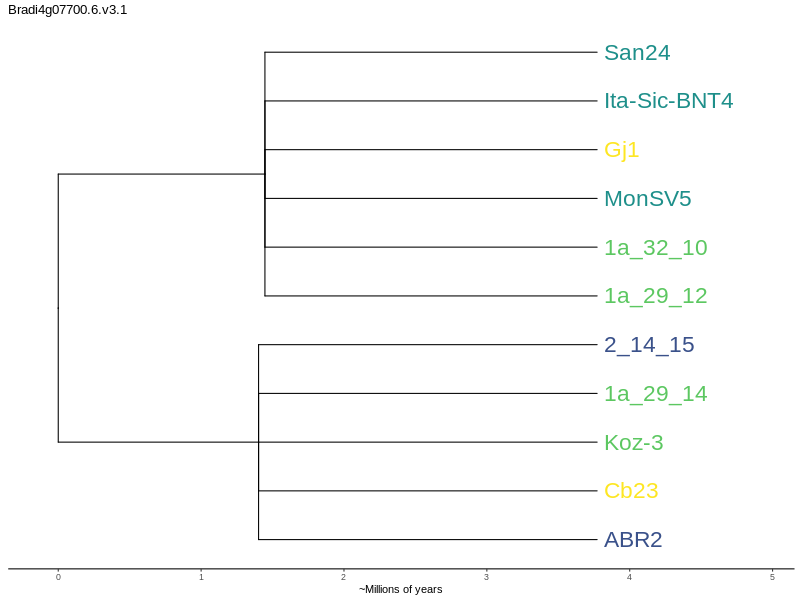 Bradi4g07700.6.v3.1
San24
Ita-Sic-BNT4
Gj1
MonSV5
1a_32_10
1a_29_12
2_14_15
1a_29_14
Koz-3
Cb23
ABR2
0 1 2 3 4 5
~Millions of years